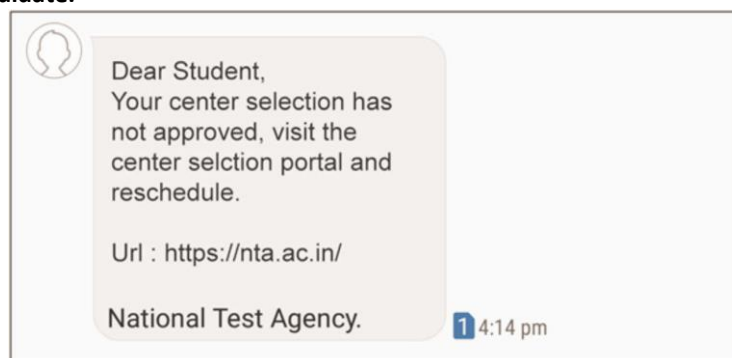 Dear Student,
Your center selection has
not approved, visit the
center selction portal and
reschedule.
Url : https://nta.ac.in/
National Test Agency.
1 4:14 pm